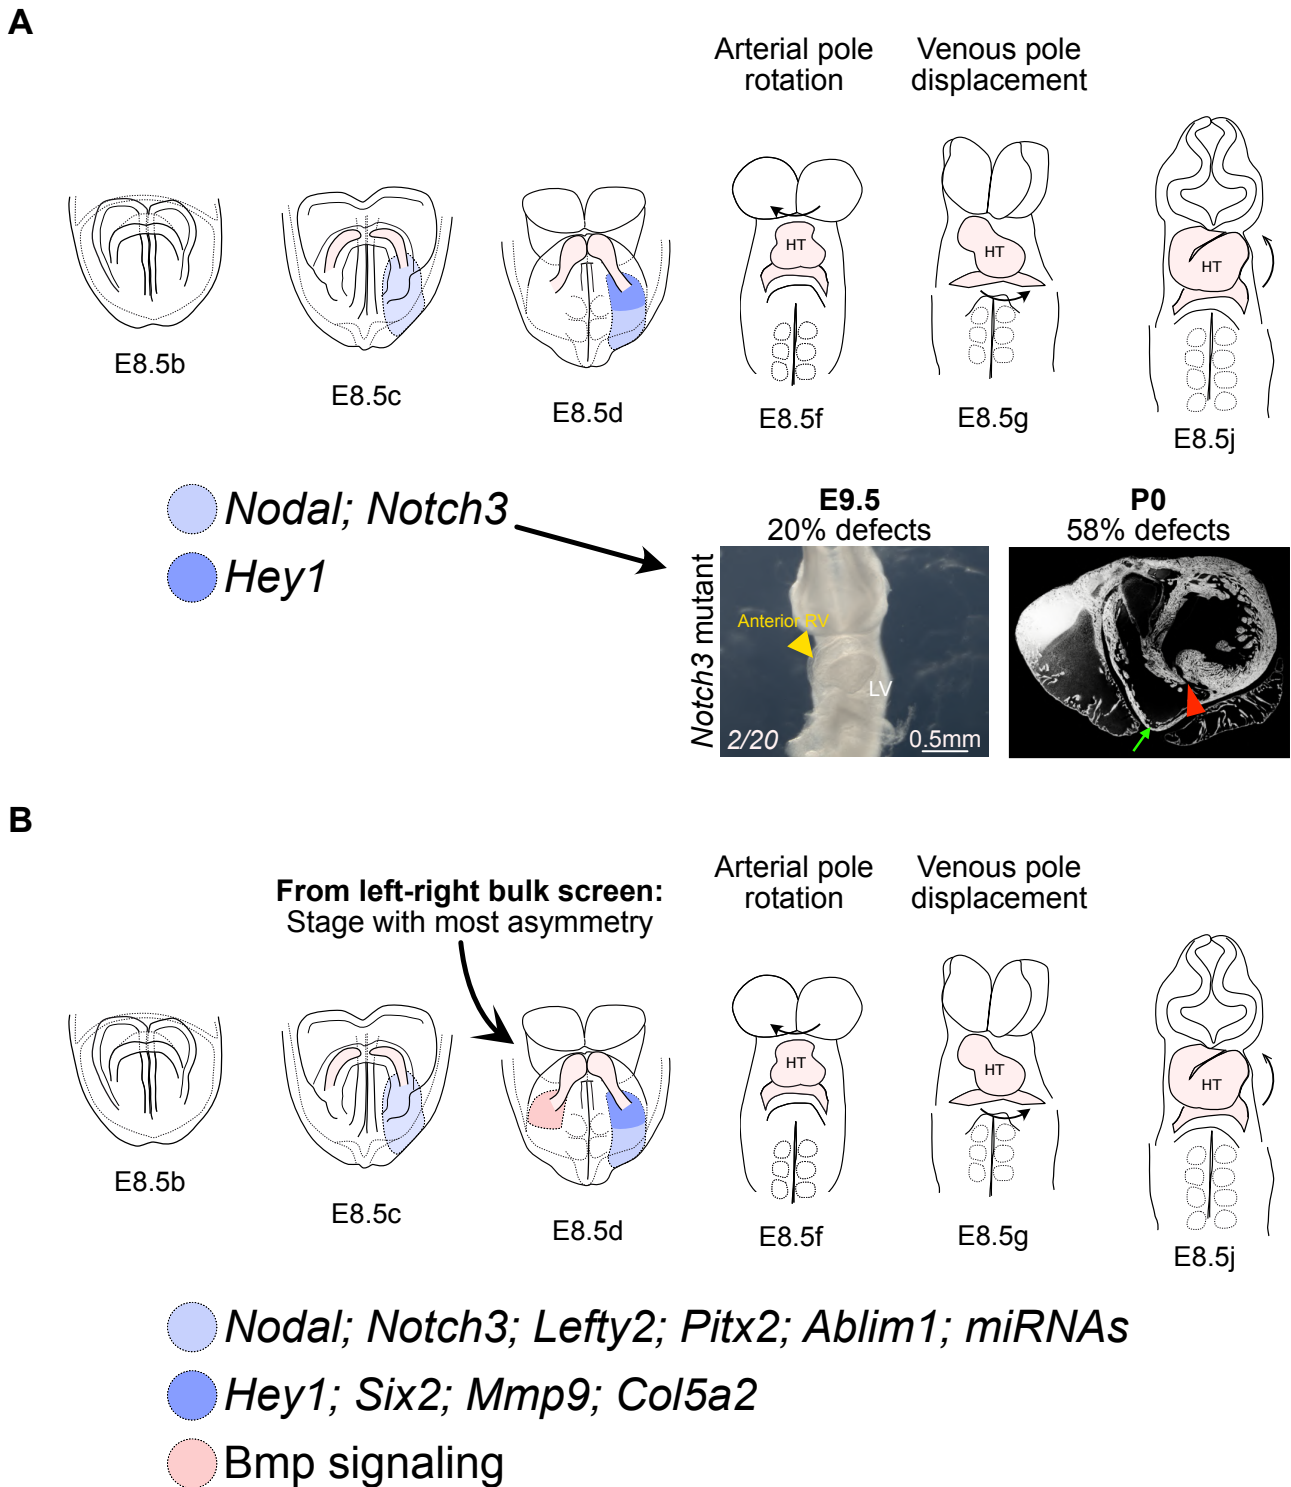 A
Arterial pole
rotation
Venous pole
displacement
HT
HT
HT
E8.5b
E8.5c
E8.5d
E8.5f
E8.5g
E8.5j
Nodal; Notch3
Hey1
E9.5
20% defects
P0
58% defects
Notch3 mutant
Anterior RV
LV
2/20
0.5mm
B
From left-right bulk screen:
Stage with most asymmetry
Arterial pole
rotation
Venous pole
displacement
HT
HT
HT
E8.5b
E8.5c
E8.5d
E8.5f
E8.5g
E8.5j
Nodal; Notch3; Lefty2; Pitx2; Ablim1; miRNAs
Hey1; Six2; Mmp9; Col5a2
Bmp signaling